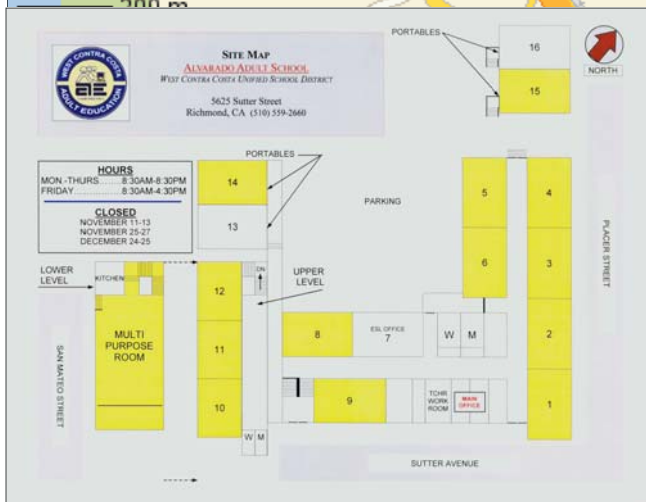 200 m
WEST CONTRA COSTA
AE
ADULT EDUCATION
SITE MAP
ALVARADO ADULT SCHOOL
WEST CONTRA COSTA UNIFIED SCHOOL DISTRICT
5625 Sutter Street
Richmond, CA (510) 559-2660
PORTABLES
16
15
NORTH
HOURS
MON.-THURS......8:30AM-8:30PM
FRIDAY..............8:30AM-4:30PM
CLOSED
NOVEMBER 11-13
NOVEMBER 25-27
DECEMBER 24-25
PORTABLES
14
13
PARKING
5
4
6
3
PLACER STREET
LOWER
LEVEL
KITCHEN
DN
UPPER
LEVEL
12
MULTI
PURPOSE
ROOM
11
8
ESL OFFICE
7
W
M
2
SAN MATEO STREET
10
9
TCHR
WORK
ROOM
MAIN
OFFICE
1
W
M
SUTTER AVENUE